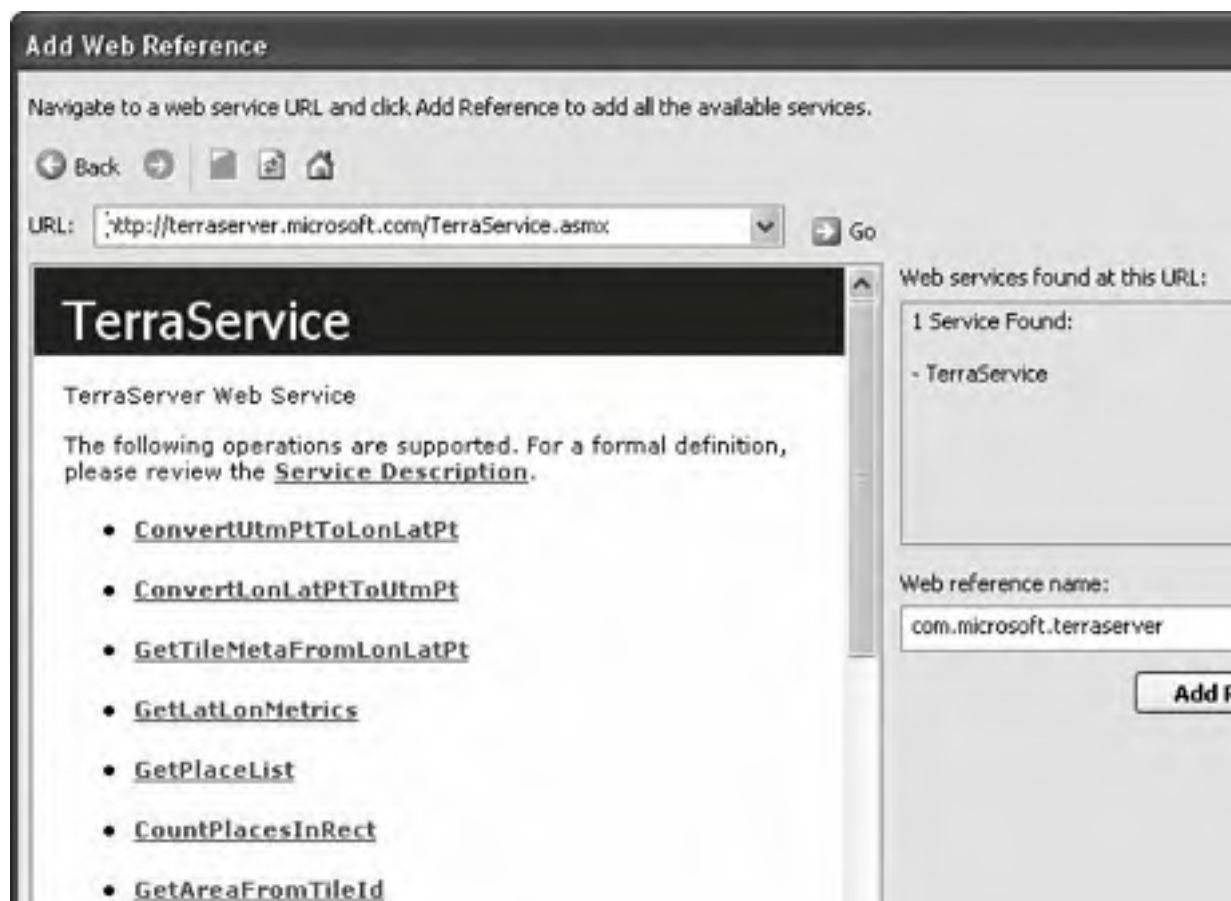 Add Web Reference
Navigate to a web service URL and click Add Reference to add all the available services.
Back
URL: http://terraserver.microsoft.com/TerraService.asmx
Go
TerraService
TerraServer Web Service
The following operations are supported. For a formal definition,
please review the Service Description.
• ConvertUtmPtToLonLatPt
• ConvertLonLatPtToUtmPt
• GetTileMetaFromLonLatPt
• GetLatLonMetrics
• GetPlaceList
• CountPlacesInRect
• GetAreaFromTileId
Web services found at this URL:
1 Service Found:
- TerraService
Web reference name:
com.microsoft.terraserver
Add